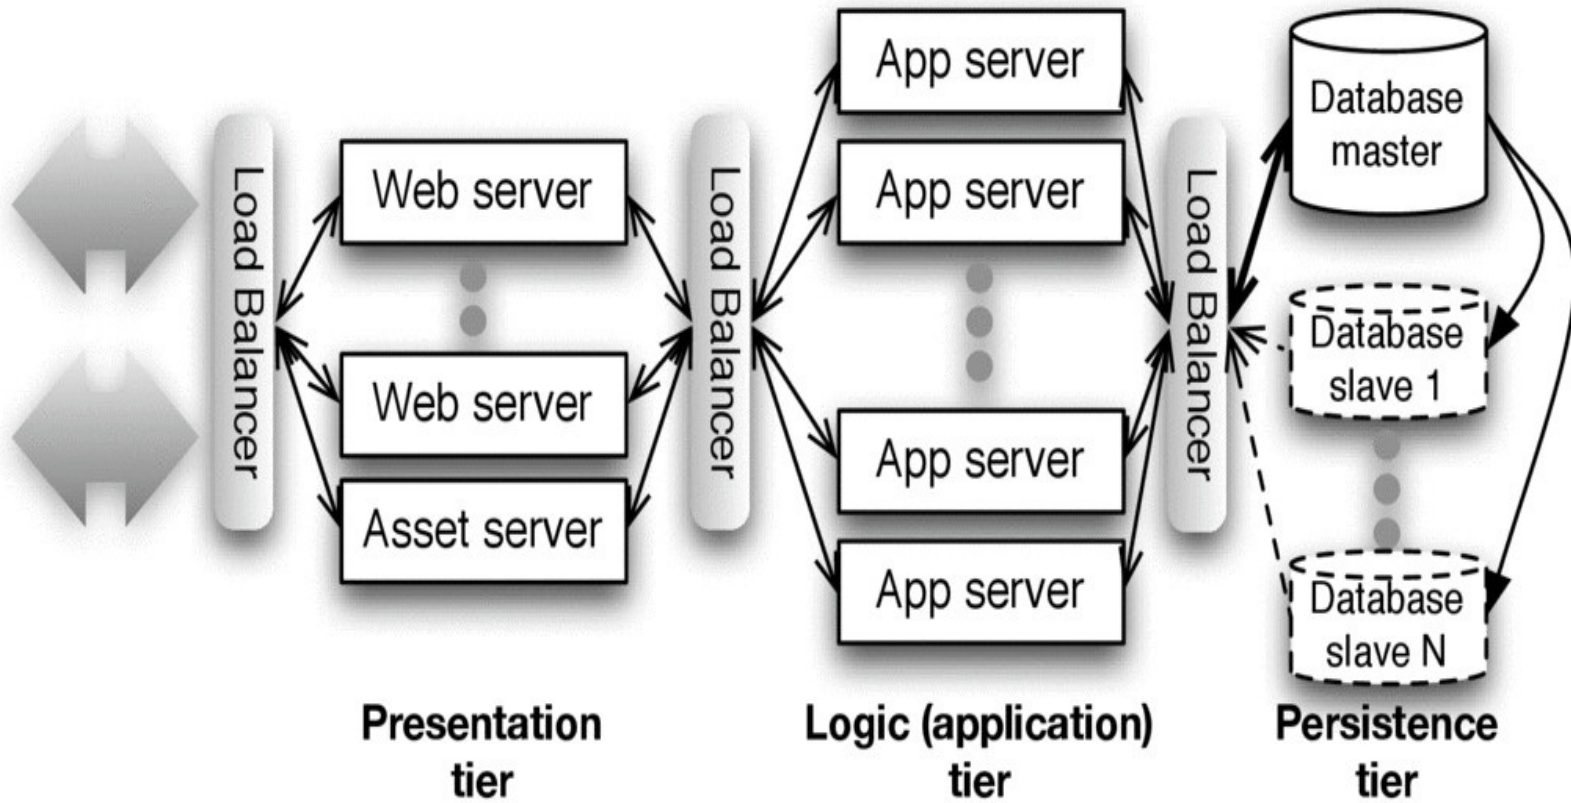 Load Balancer
Web server
Web server
Asset server
Presentation
tier
Load Balancer
App server
App server
App server
App server
Logic (application)
tier
Load Balancer
Database
master
Database
slave 1
Database
slave N
Persistence
tier